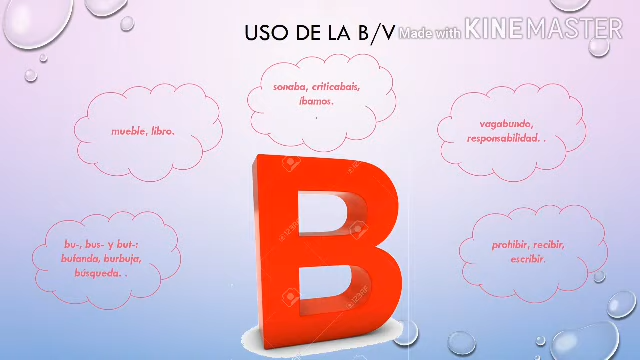 USO DE LA B/V
Made with KINEMASTER
sonaba, criticabais,
íbamos.
.
mueble, libro.
vagabundo,
responsabilidad. .
bu-, bus- y but-:
bufanda, burbuja,
búsqueda. .
prohibir, recibir,
escribir.
B